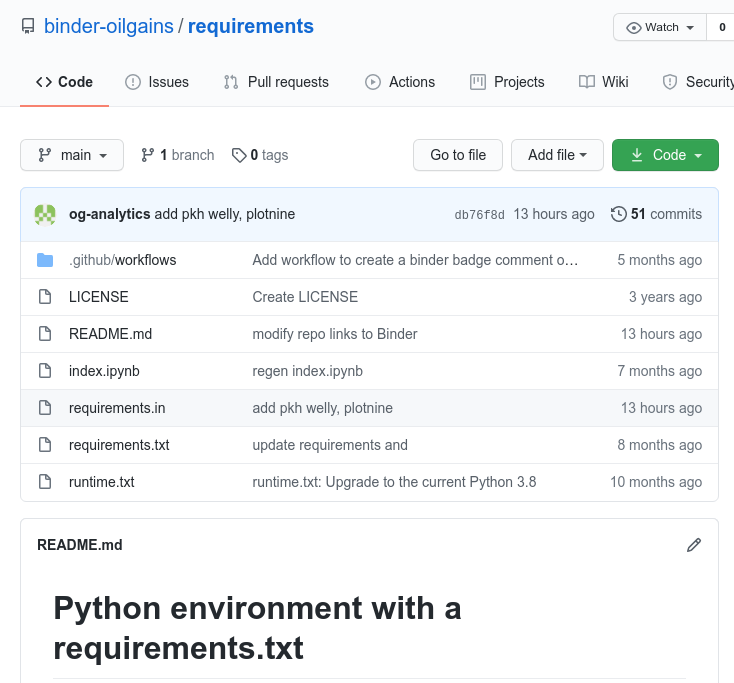 binder-oilgains / requirements
Watch 0
Code Issues Pull requests Actions Projects Wiki Security
main 1 branch 0 tags Go to file Add file Code
og-analytics add pkh welly, plotnine db76f8d 13 hours ago 51 commits
.github/workflows Add workflow to create a binder badge comment o… 5 months ago
LICENSE Create LICENSE 3 years ago
README.md modify repo links to Binder 13 hours ago
index.ipynb regen index.ipynb 7 months ago
requirements.in add pkh welly, plotnine 13 hours ago
requirements.txt update requirements and 8 months ago
runtime.txt runtime.txt: Upgrade to the current Python 3.8 10 months ago
README.md
Python environment with a
requirements.txt